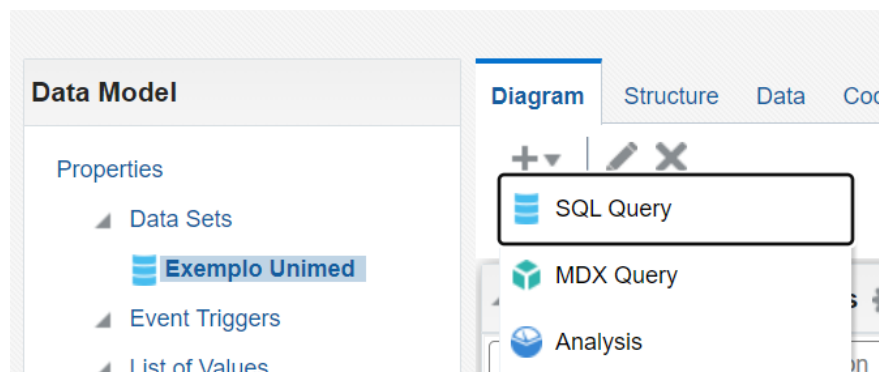 Data Model
Properties
Data Sets
Exemplo Unimed
Event Triggers
List of Values
Diagram Structure Data
SQL Query
MDX Query
Analysis